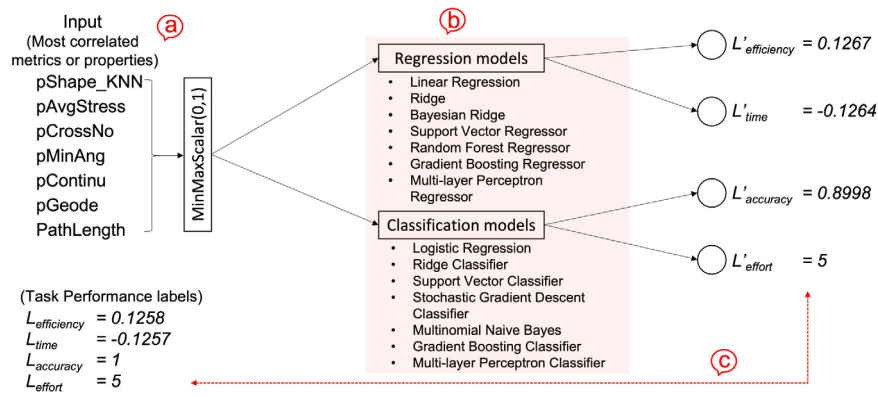 Input
a
(Most correlated
metrics or properties)
pShape_KNN
pAvgStress
pCrossNo
pMinAng
pContinu
pGeode
PathLength
MinMaxScalar(0,1)
b
Regression models
• Linear Regression
• Ridge
• Bayesian Ridge
• Support Vector Regressor
• Random Forest Regressor
• Gradient Boosting Regressor
• Multi-layer Perceptron
Regressor
Classification models
• Logistic Regression
• Ridge Classifier
• Support Vector Classifier
• Stochastic Gradient Descent
Classifier
• Multinomial Naive Bayes
• Gradient Boosting Classifier
• Multi-layer Perceptron Classifier
L'efficiency = 0.1267
L'time = -0.1264
L'accuracy = 0.8998
L'effort = 5
(Task Performance labels)
Lefficiency = 0.1258
Ltime = -0.1257
Laccuracy = 1
Leffort = 5
c